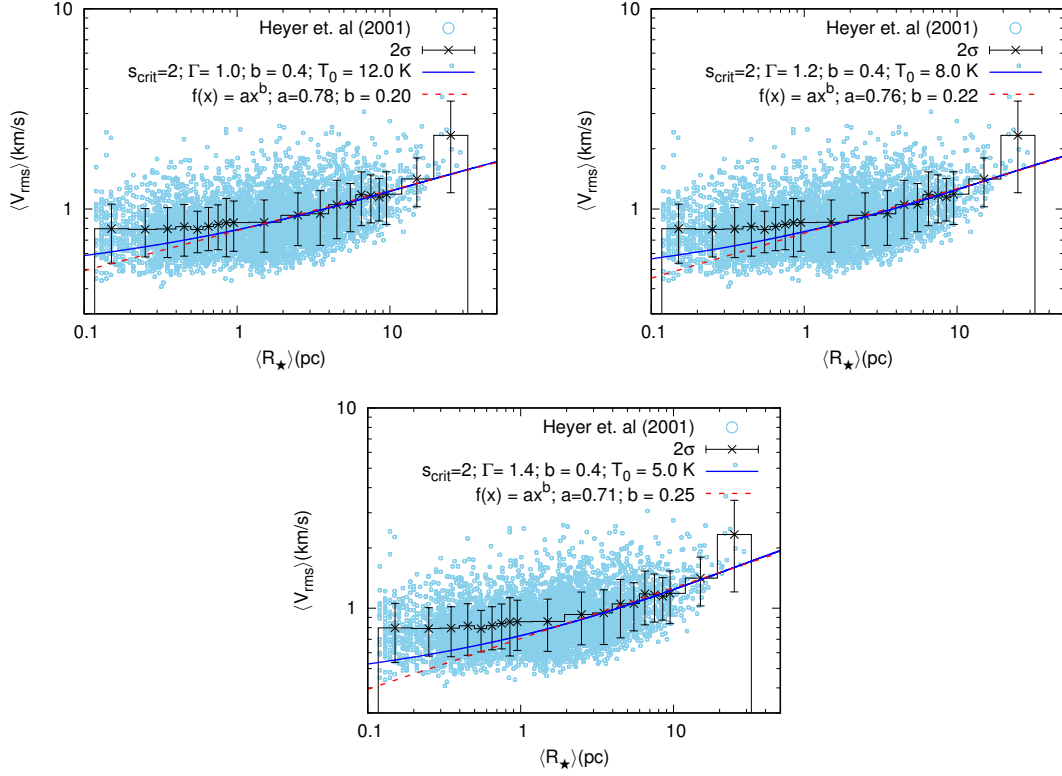 10
Heyer et. al (2001)
2σ
s_crit=2; Γ= 1.0; b = 0.4; T_0 = 12.0 K
f(x) = ax^b; a=0.78; b = 0.20
⟨V_rms⟩(km/s)
1
0.1
1
10
⟨R_★⟩(pc)
10
Heyer et. al (2001)
2σ
s_crit=2; Γ= 1.2; b = 0.4; T_0 = 8.0 K
f(x) = ax^b; a=0.76; b = 0.22
⟨V_rms⟩(km/s)
1
0.1
1
10
⟨R_★⟩(pc)
10
Heyer et. al (2001)
2σ
s_crit=2; Γ= 1.4; b = 0.4; T_0 = 5.0 K
f(x) = ax^b; a=0.71; b = 0.25
⟨V_rms⟩(km/s)
1
0.1
1
10
⟨R_★⟩(pc)